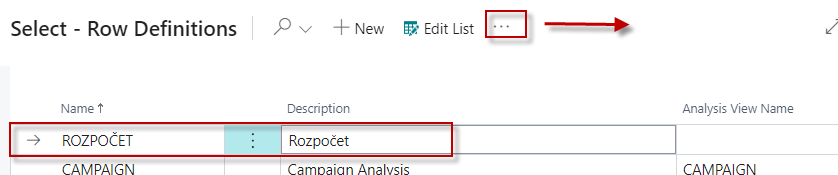 Select - Row Definitions New Edit List ...
Name ↑ Description Analysis View Name
→ ROZPOČET ⋮ Rozpočet
CAMPAIGN Campaign Analysis CAMPAIGN